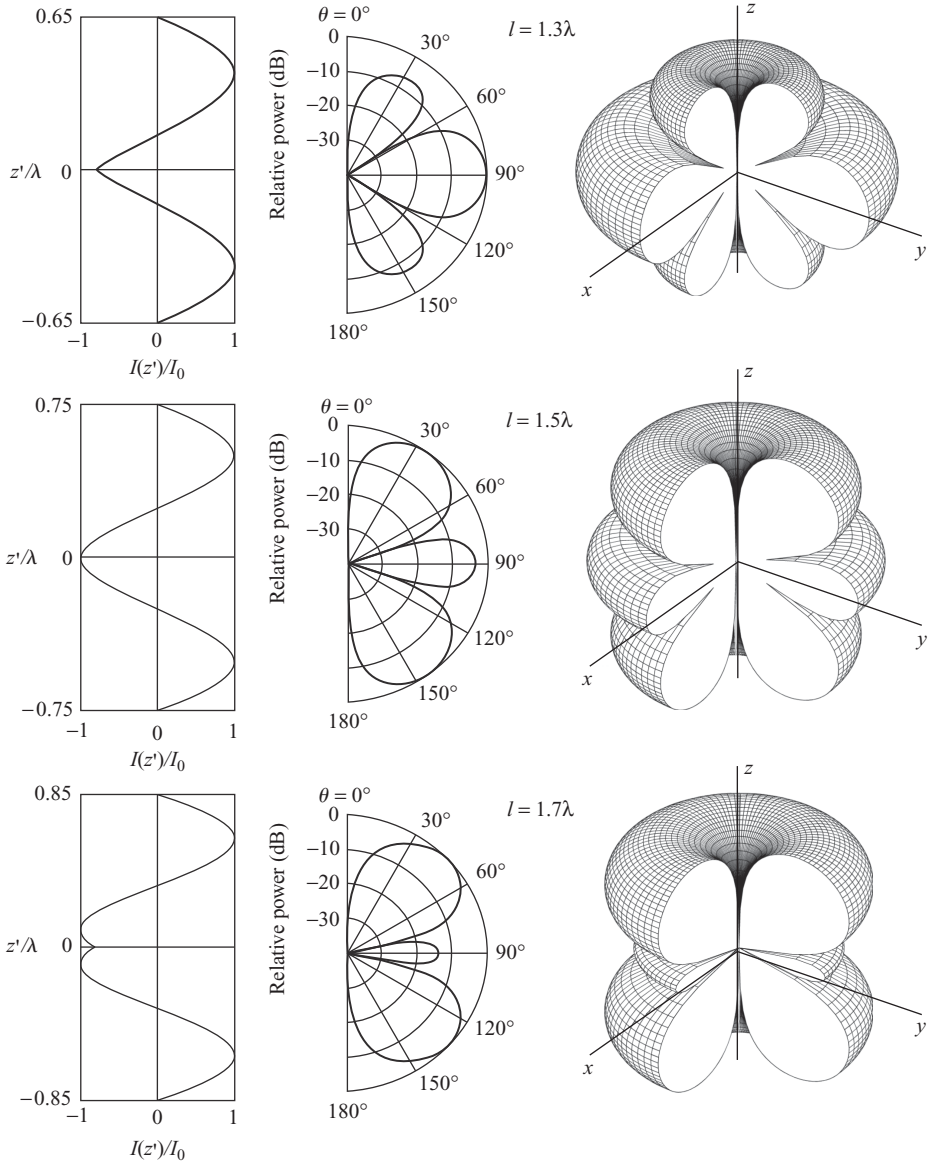 0.65
z'/λ
0
−0.65
−1
0
1
I(z')/I₀
Relative power (dB)
θ = 0°
0
−10
−20
−30
30°
60°
90°
120°
150°
180°
l = 1.3λ
z
x
y
0.75
z'/λ
0
−0.75
−1
0
1
I(z')/I₀
Relative power (dB)
θ = 0°
0
−10
−20
−30
30°
60°
90°
120°
150°
180°
l = 1.5λ
z
x
y
0.85
z'/λ
0
−0.85
−1
0
1
I(z')/I₀
Relative power (dB)
θ = 0°
0
−10
−20
−30
30°
60°
90°
120°
150°
180°
l = 1.7λ
z
x
y